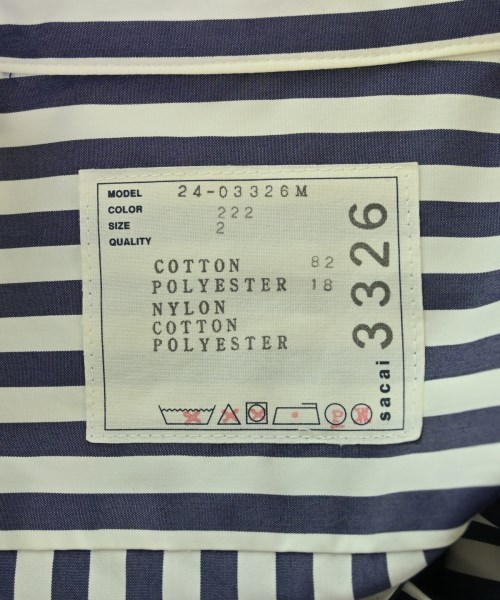 MODEL 24-03326M
COLOR 222
SIZE 2
QUALITY
COTTON 82
POLYESTER 18
NYLON
COTTON
POLYESTER
sacai 3326
P W